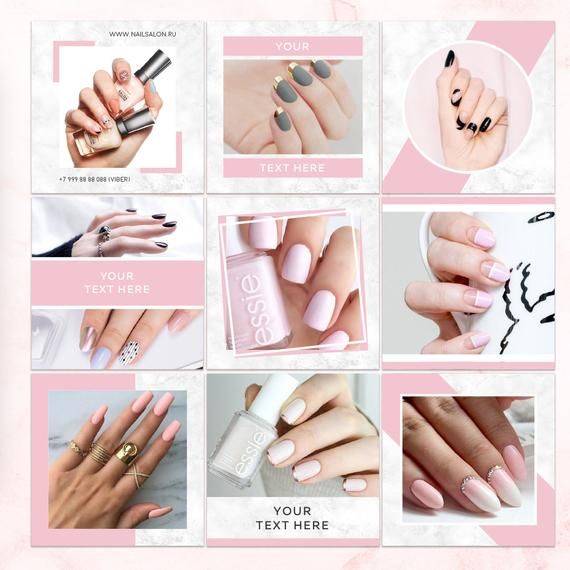 WWW.NAILSALON.RU
+7 999 88 88 088 (VIBER)
YOUR
TEXT HERE
YOUR
TEXT HERE
essie
essie
YOUR
TEXT HERE